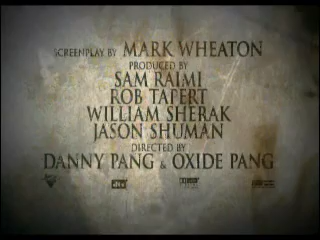 SCREENPLAY BY MARK WHEATON
PRODUCED BY
SAM RAIMI
ROB TAPERT
WILLIAM SHERAK
JASON SHUMAN
DIRECTED BY
DANNY PANG & OXIDE PANG